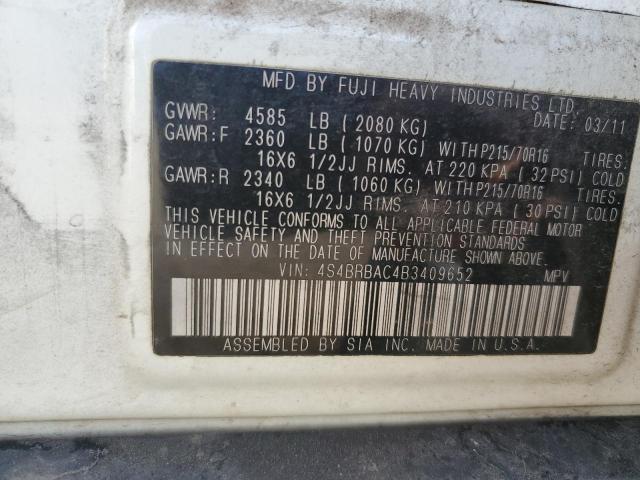 MFD BY FUJI HEAVY INDUSTRIES LTD.
GVWR: 4585 LB ( 2080 KG) DATE: 03/11
GAWR: F 2360 LB ( 1070 KG) WITH P215/70R16 TIRES.
16X6 1/2JJ RIMS. AT 220 KPA ( 32 PSI) COLD
GAWR: R 2340 LB ( 1060 KG) WITH P215/70R16 TIRES.
16X6 1/2JJ RIMS. AT 210 KPA ( 30 PSI) COLD
THIS VEHICLE CONFORMS TO ALL APPLICABLE FEDERAL MOTOR
VEHICLE SAFETY AND THEFT PREVENTION STANDARDS
IN EFFECT ON THE DATE OF MANUFACTURE SHOWN ABOVE.
VIN: 4S4BRBAC4B3409652 MPV
ASSEMBLED BY SIA INC. MADE IN U.S.A.